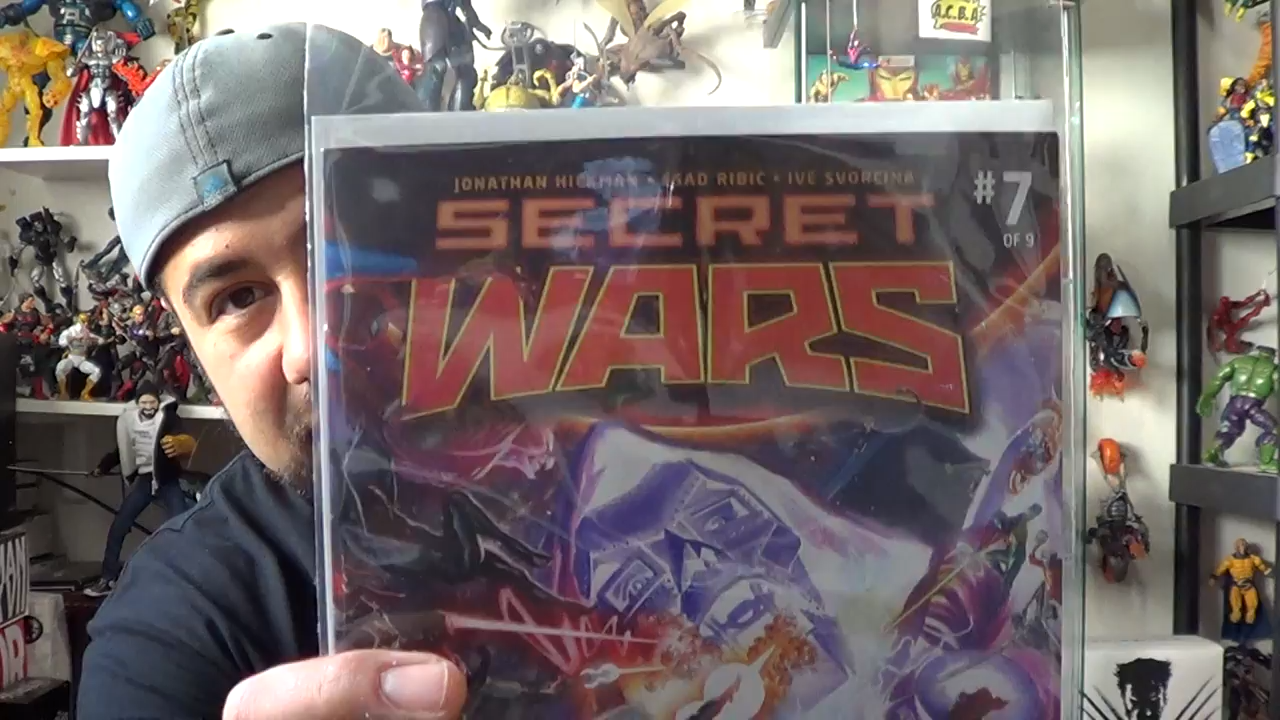 A.C.B.A
JONATHAN HICKMAN • ESAD RIBIC • IVE SVORCINA
SECRET
WARS
#7
OF 9